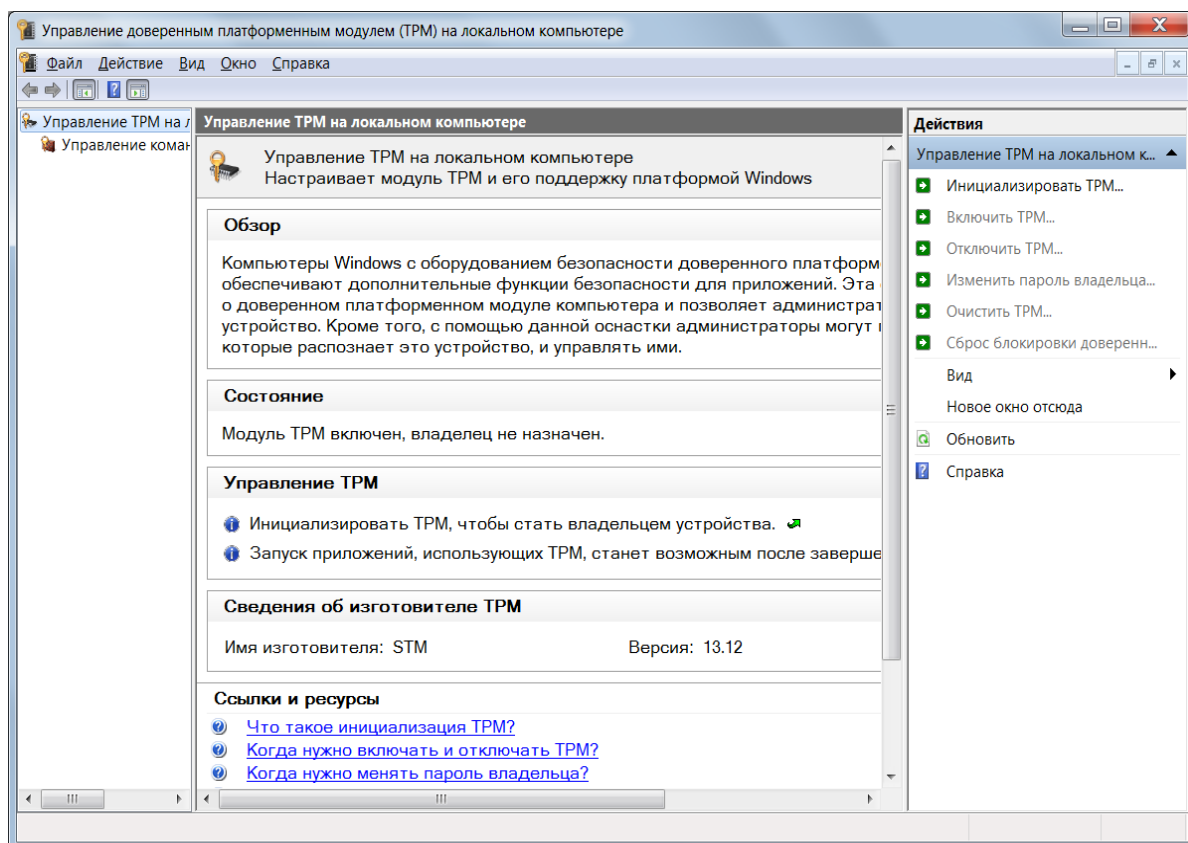 Управление доверенным платформенным модулем (TPM) на локальном компьютере
Файл Действие Вид Окно Справка
Управление TPM на л
Управление коман
Управление TPM на локальном компьютере
Управление TPM на локальном компьютере
Настраивает модуль TPM и его поддержку платформой Windows
Обзор
Компьютеры Windows с оборудованием безопасности доверенного платформ
обеспечивают дополнительные функции безопасности для приложений. Эта
о доверенном платформенном модуле компьютера и позволяет администрат
устройство. Кроме того, с помощью данной оснастки администраторы могут
которые распознает это устройство, и управлять ими.
Состояние
Модуль TPM включен, владелец не назначен.
Управление TPM
Инициализировать TPM, чтобы стать владельцем устройства.
Запуск приложений, использующих TPM, станет возможным после заверше
Сведения об изготовителе TPM
Имя изготовителя: STM Версия: 13.12
Ссылки и ресурсы
Что такое инициализация TPM?
Когда нужно включать и отключать TPM?
Когда нужно менять пароль владельца?
Действия
Управление TPM на локальном к...
Инициализировать TPM...
Включить TPM...
Отключить TPM...
Изменить пароль владельца...
Очистить TPM...
Сброс блокировки доверенн...
Вид
Новое окно отсюда
Обновить
Справка